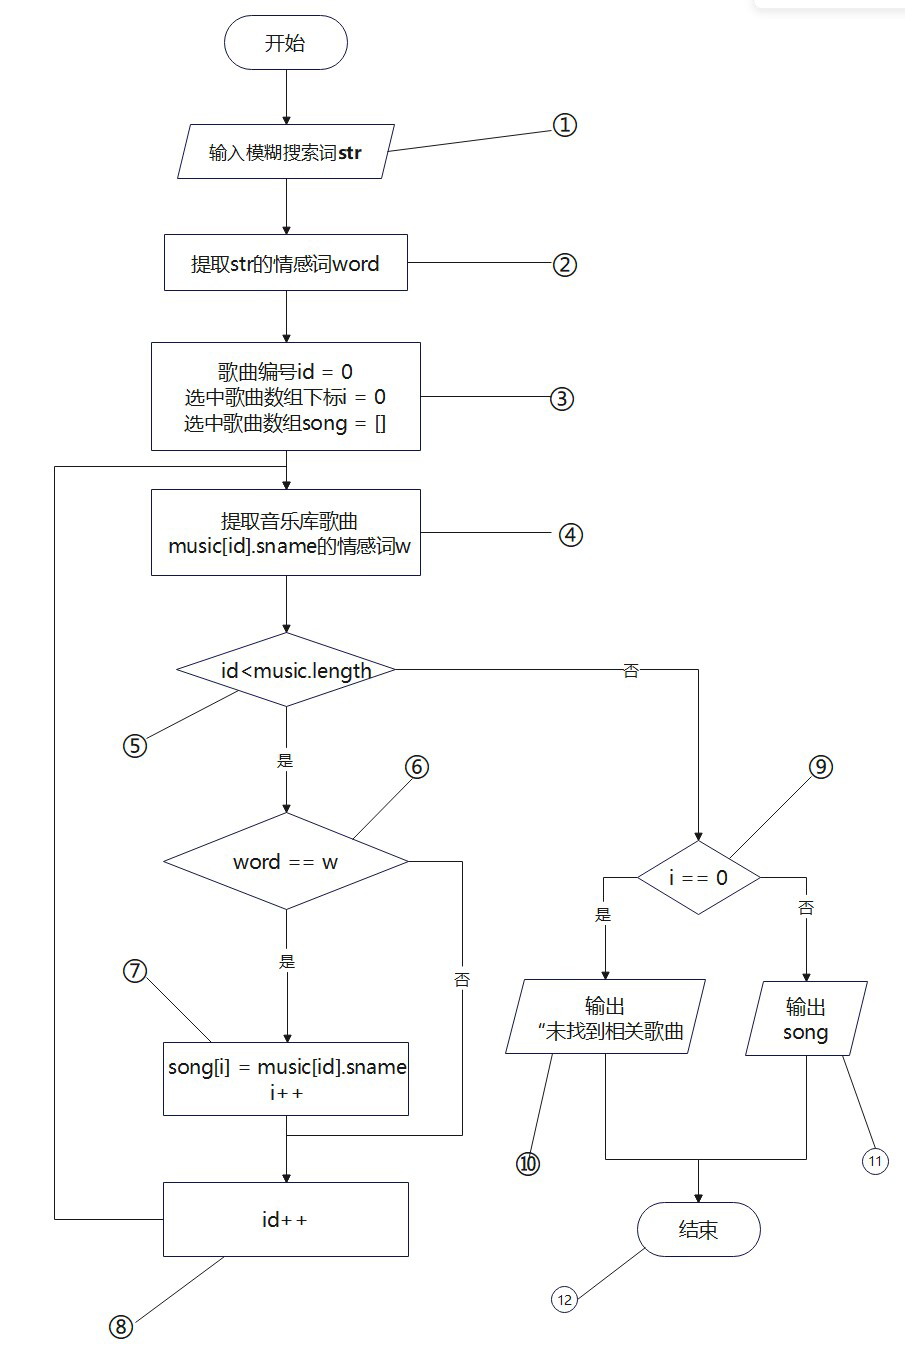 开始
①
输入模糊搜索词str
提取str的情感词word
②
歌曲编号id = 0
选中歌曲数组下标i = 0
选中歌曲数组song = []
③
提取音乐库歌曲
music[id].sname的情感词w
④
id<music.length
否
⑤
是
⑥
⑨
word == w
i == 0
是
否
是
否
⑦
输出
“未找到相关歌曲
输出
song
song[i] = music[id].sname
i++
⑩
11
id++
结束
12
⑧